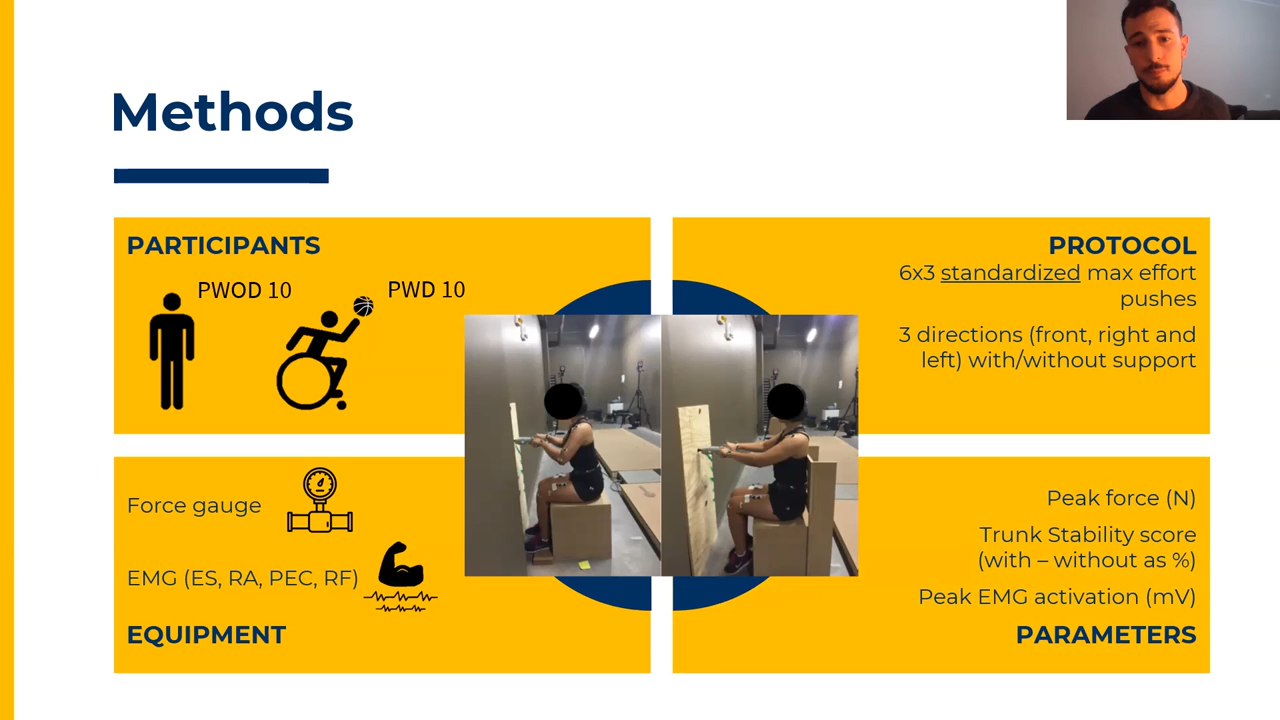 Methods
PARTICIPANTS
PWOD 10
PWD 10
PROTOCOL
6x3 standardized max effort
pushes
3 directions (front, right and
left) with/without support
Force gauge
EMG (ES, RA, PEC, RF)
EQUIPMENT
Peak force (N)
Trunk Stability score
(with – without as %)
Peak EMG activation (mV)
PARAMETERS